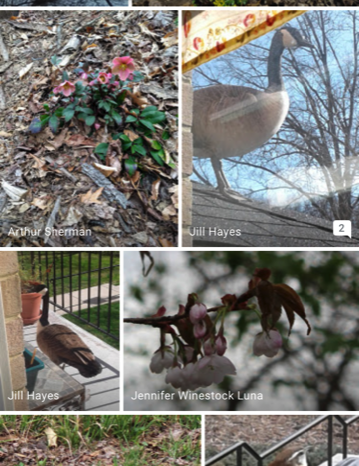 Arthur Sherman
Jill Hayes
2
Jill Hayes
Jennifer Winestock Luna